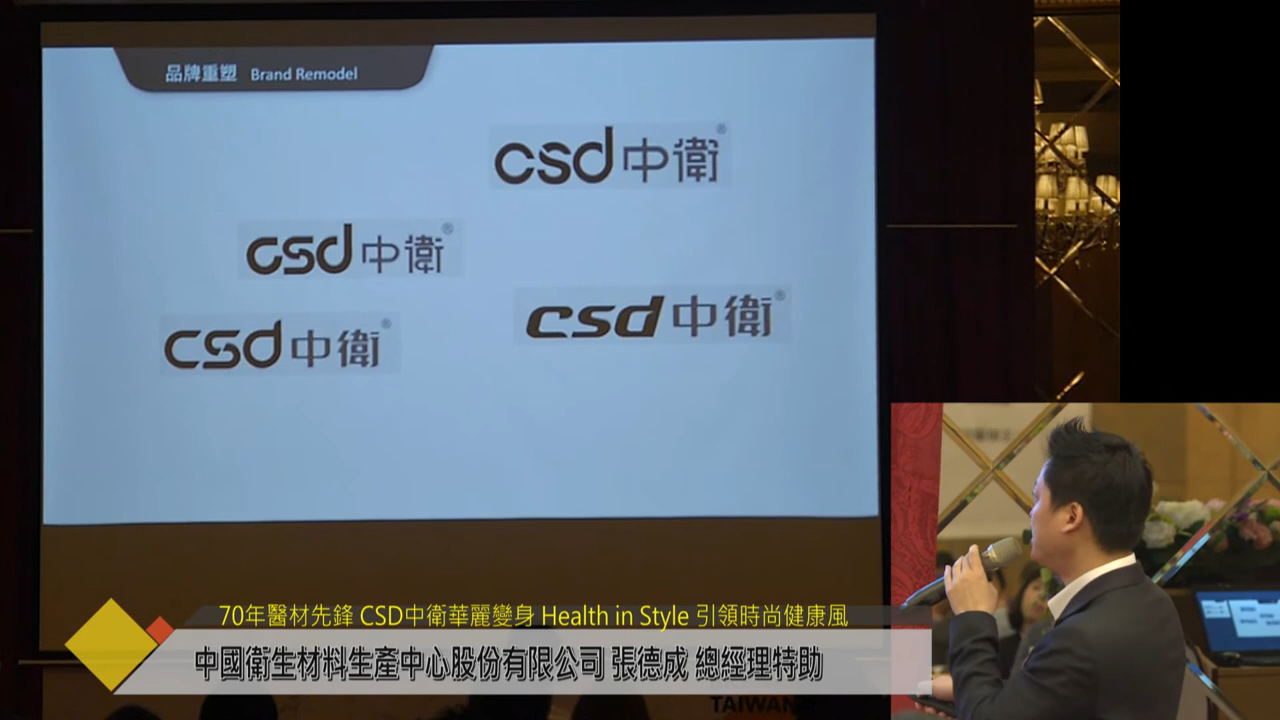 品牌重塑 Brand Remodel
csd中衛®
csd中衛®
csd中衛®
csd中衛®
70年醫材先鋒 CSD中衛華麗變身 Health in Style 引領時尚健康風
中國衛生材料生產中心股份有限公司 張德成 總經理特助
TAIWAN